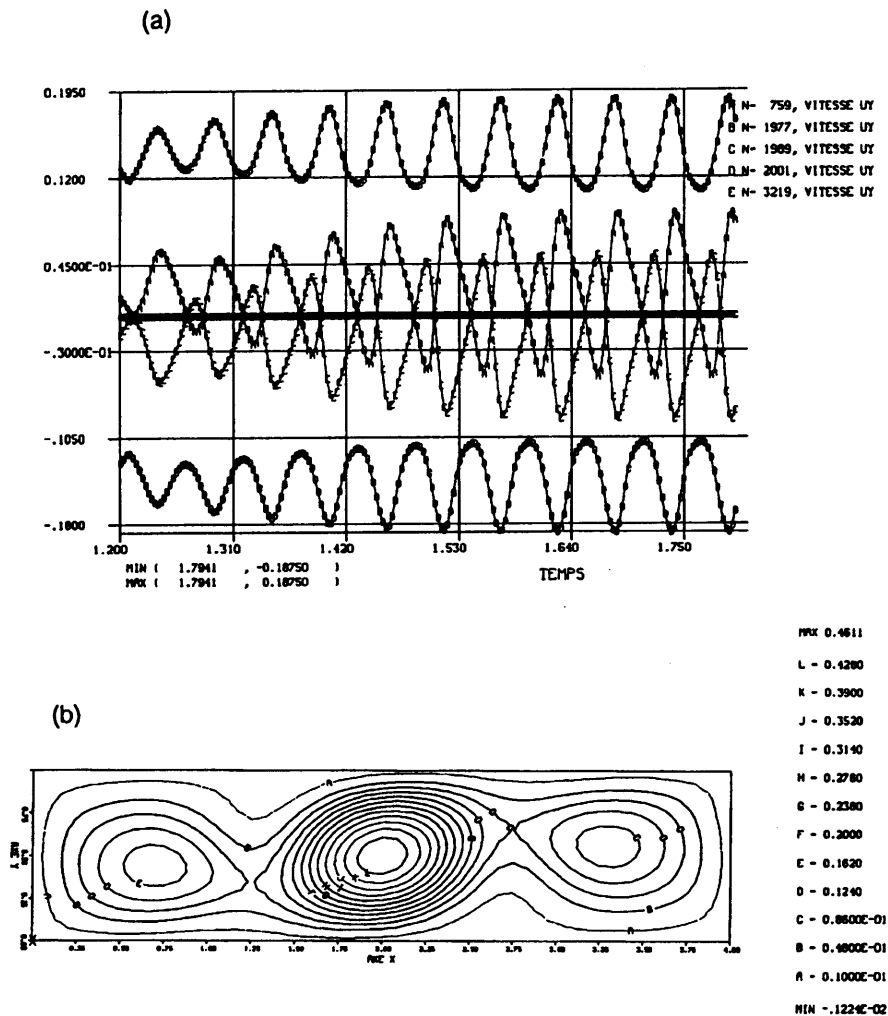 (a)
0.1950
0.1200
0.4500E-01
-.3000E-01
-.1050
-.1800
N- 759, VITESSE UY
B N- 1977, VITESSE UY
C N- 1989, VITESSE UY
D N- 2001, VITESSE UY
E N- 3219, VITESSE UY
1.200 1.310 1.420 1.530 1.640 1.750
MIN ( 1.7941 , -0.18750 )
MAX ( 1.7941 , 0.18750 )
TEMPS
MAX 0.4611
L - 0.4280
K - 0.3900
J - 0.3520
I - 0.3140
H - 0.2780
G - 0.2380
F - 0.2000
E - 0.1620
D - 0.1240
C - 0.8600E-01
B - 0.4800E-01
A - 0.1000E-01
MIN -.1224E-02
(b)
AXE Y
AXE X
4.00